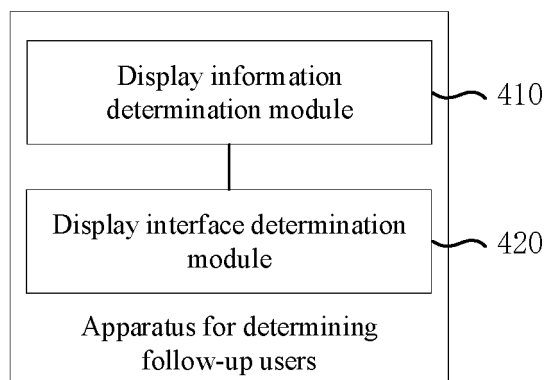 Display information
determination module
410
Display interface determination
module
420
Apparatus for determining
follow-up users